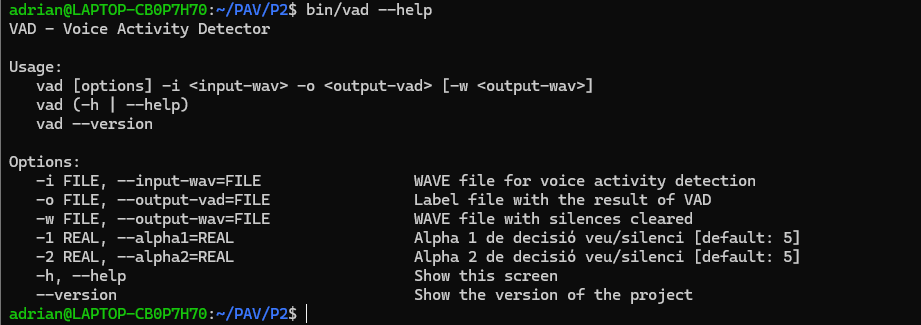 adrian@LAPTOP-CB0P7H70:~/PAV/P2$ bin/vad --help
VAD - Voice Activity Detector
Usage:
vad [options] -i <input-wav> -o <output-vad> [-w <output-wav>]
vad (-h | --help)
vad --version
Options:
-i FILE, --input-wav=FILE WAVE file for voice activity detection
-o FILE, --output-vad=FILE Label file with the result of VAD
-w FILE, --output-wav=FILE WAVE file with silences cleared
-1 REAL, --alpha1=REAL Alpha 1 de decisió veu/silenci [default: 5]
-2 REAL, --alpha2=REAL Alpha 2 de decisió veu/silenci [default: 5]
-h, --help Show this screen
--version Show the version of the project
adrian@LAPTOP-CB0P7H70:~/PAV/P2$